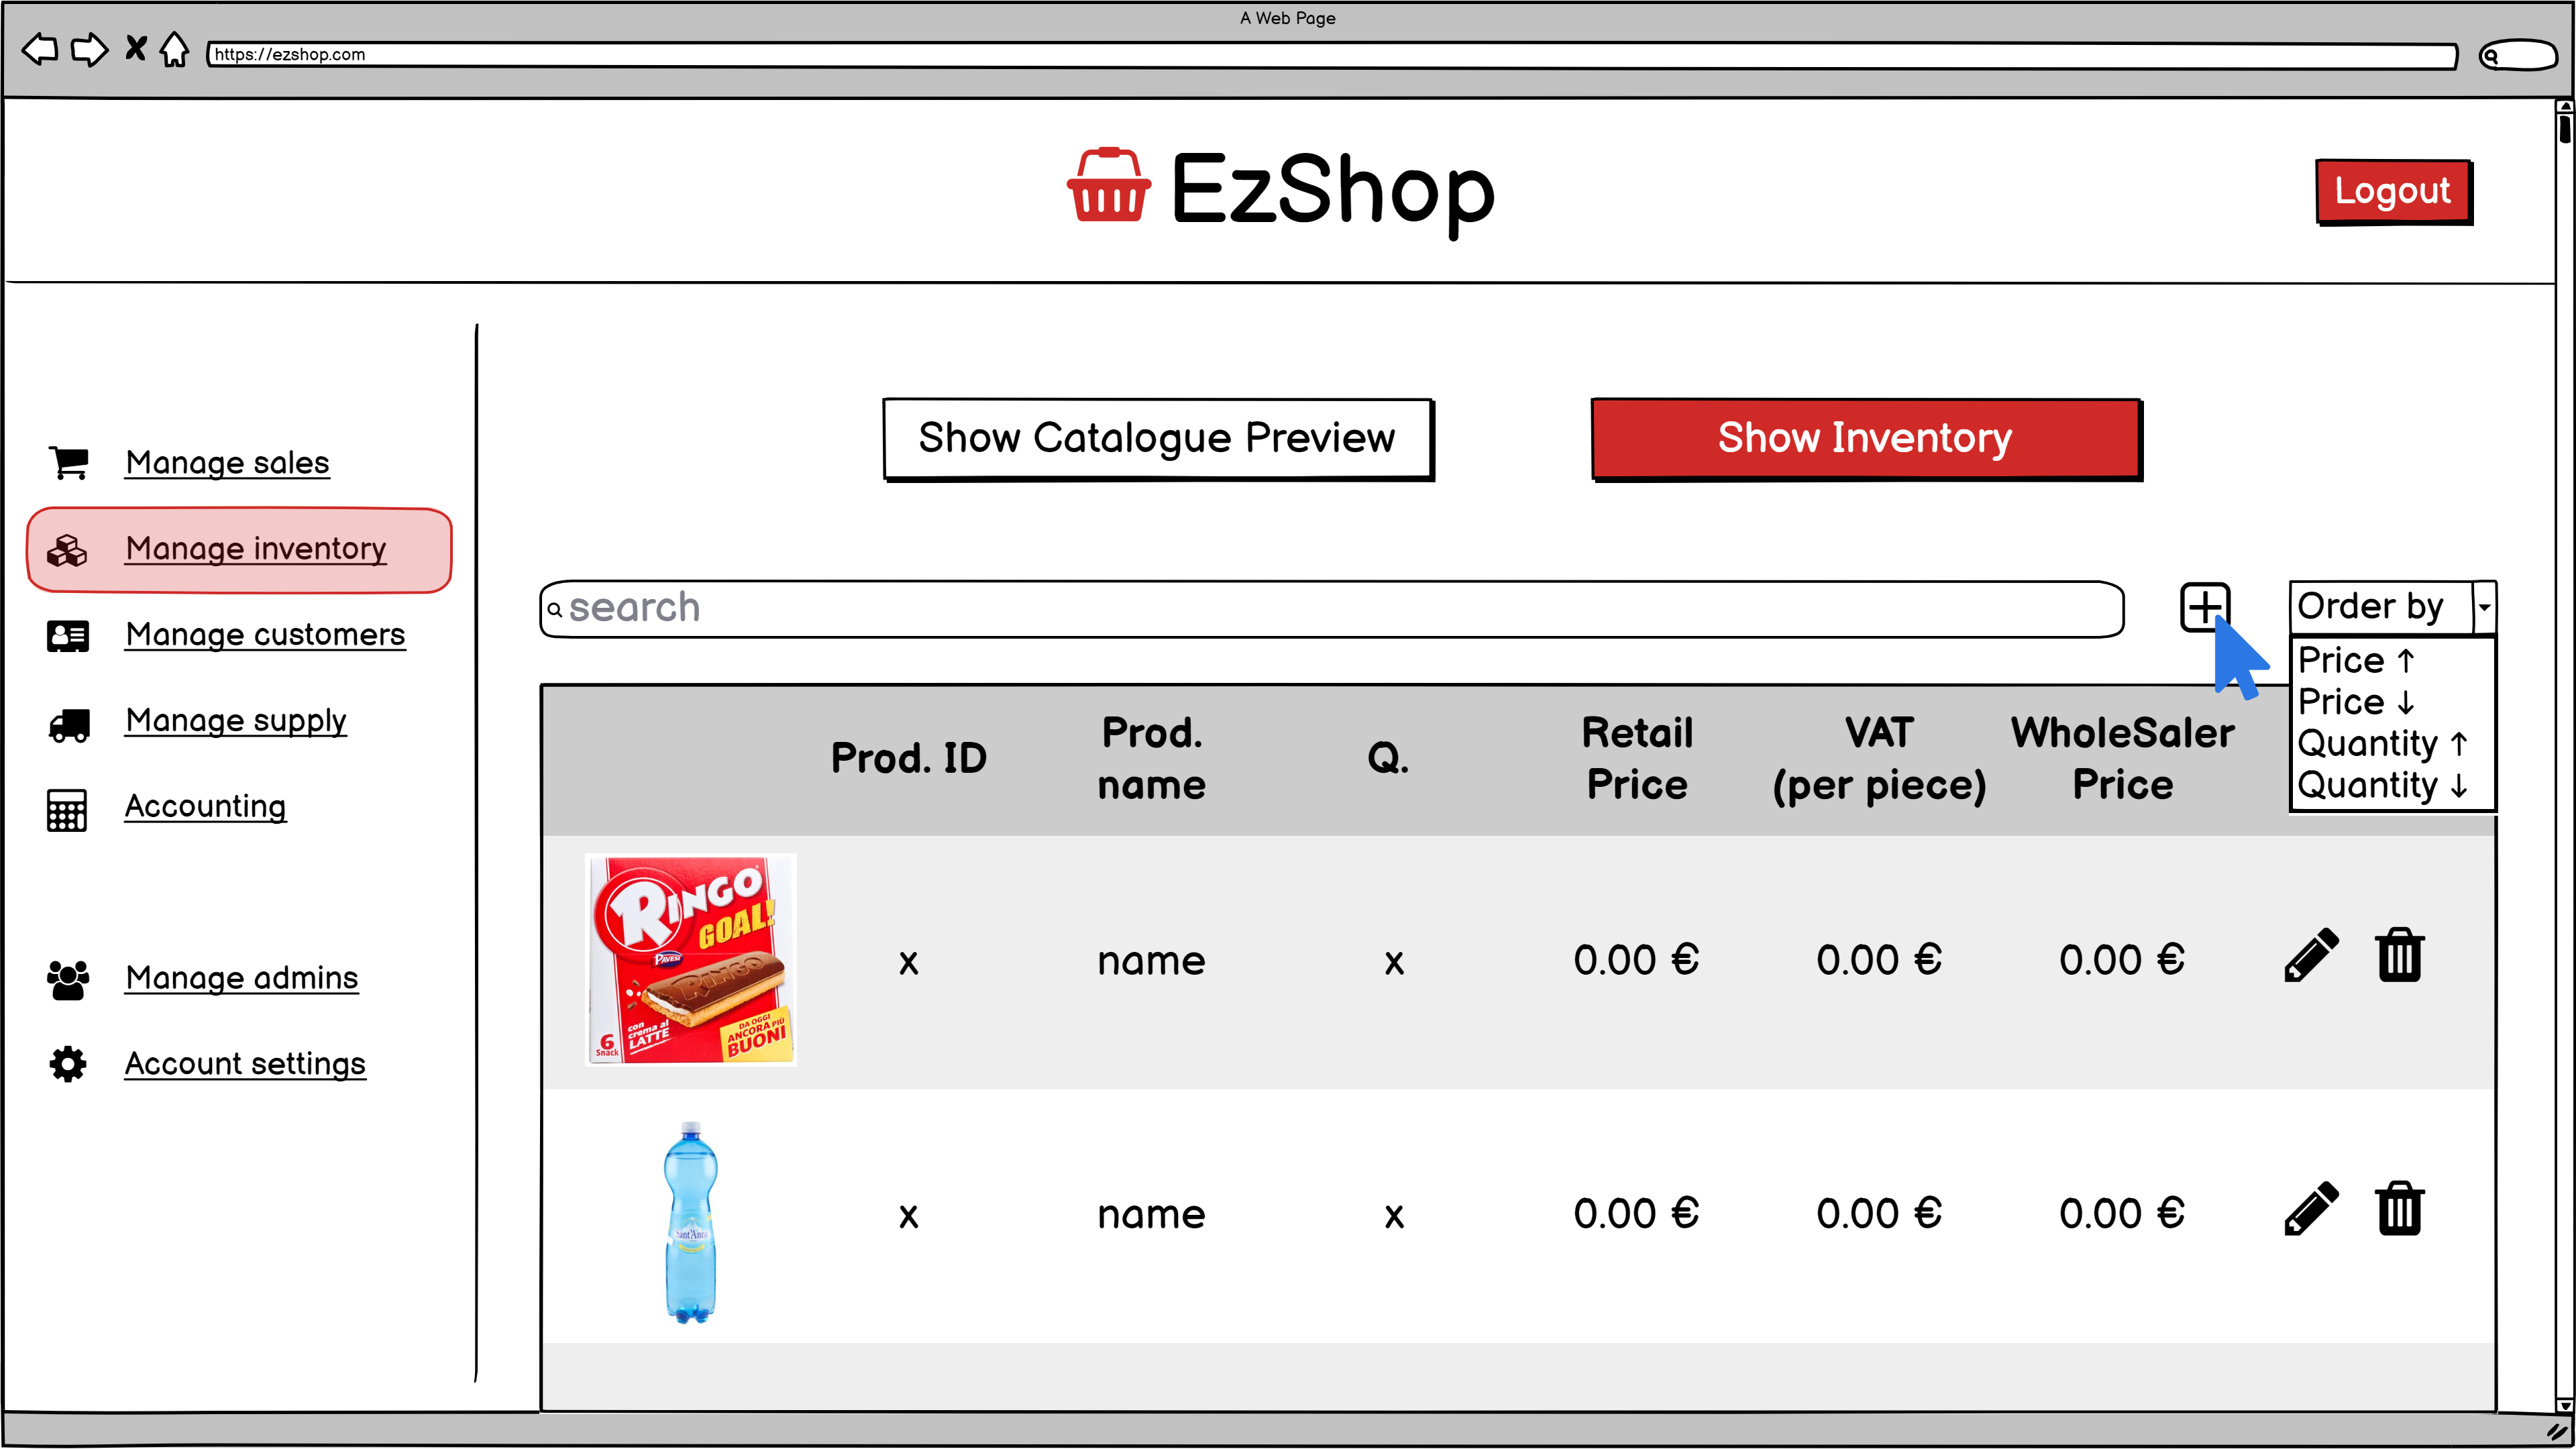 A Web Page
https://ezshop.com
EzShop
Logout
Show Catalogue Preview
Show Inventory
Manage sales
Manage inventory
Manage customers
Manage supply
Accounting
Manage admins
Account settings
search
Order by
Price ↑
Price ↓
Quantity ↑
Quantity ↓
Prod. ID
Prod.
name
Q.
Retail
Price
VAT
(per piece)
WholeSaler
Price
RINGO
GOAL!
PAVESI
RINGO
con
crema al
LATTE
6
Snack
DA OGGI
ANCORA PIÙ
BUONI
x name x 0.00 € 0.00 € 0.00 €
Sant'Anna
x name x 0.00 € 0.00 € 0.00 €